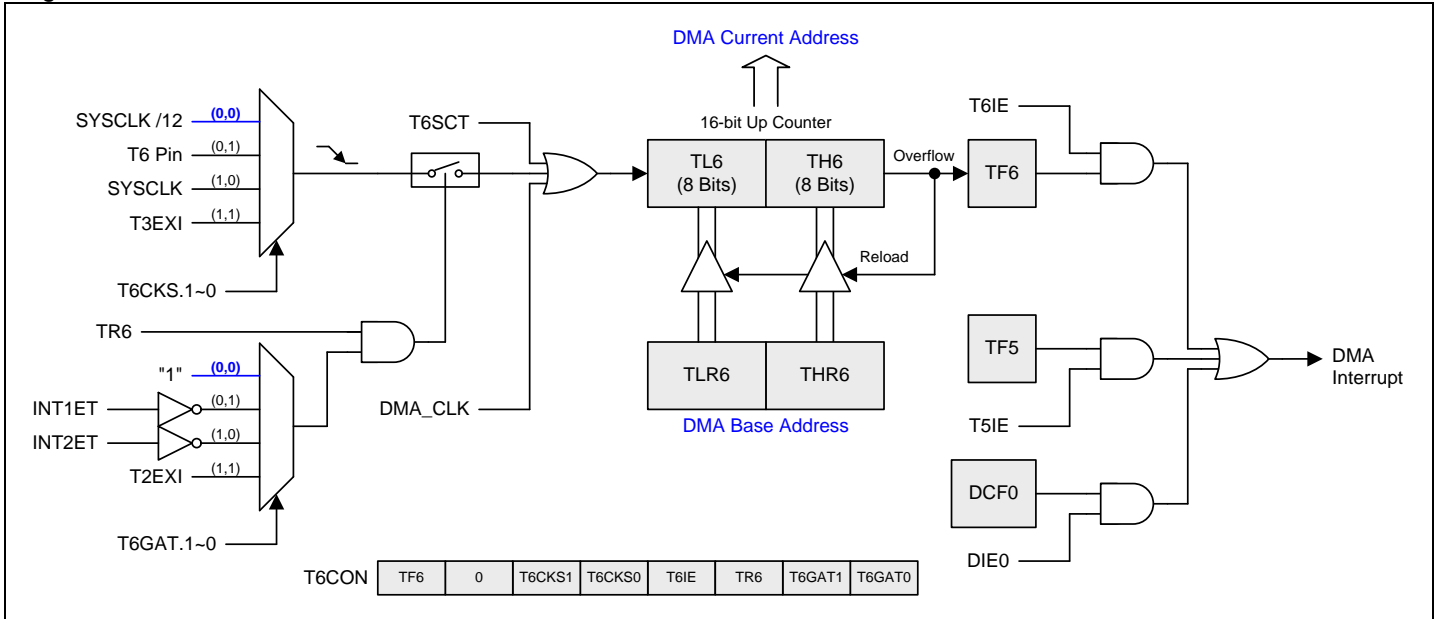 DMA Current Address
SYSCLK /12 (0,0)
T6 Pin (0,1)
SYSCLK (1,0)
T3EXI (1,1)
T6CKS.1~0
T6SCT
16-bit Up Counter
TL6
(8 Bits)
TH6
(8 Bits)
Overflow
TF6
T6IE
Reload
TR6
"1" (0,0)
INT1ET (0,1)
INT2ET (1,0)
T2EXI (1,1)
T6GAT.1~0
DMA_CLK
TLR6
THR6
DMA Base Address
TF5
T5IE
DMA
Interrupt
DCF0
DIE0
T6CON TF6 0 T6CKS1 T6CKS0 T6IE TR6 T6GAT1 T6GAT0